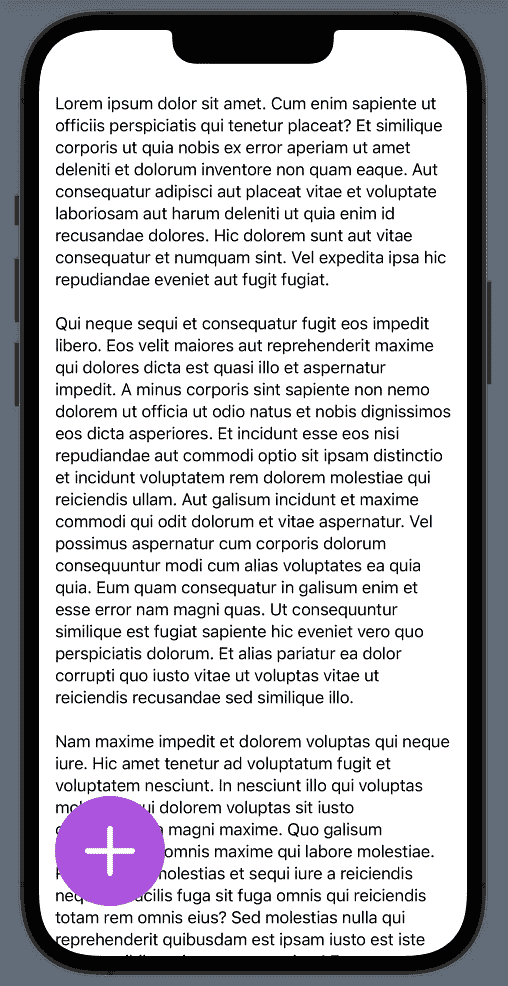 Lorem ipsum dolor sit amet. Cum enim sapiente ut
officiis perspiciatis qui tenetur placeat? Et similique
corporis ut quia nobis ex error aperiam ut amet
deleniti et dolorum inventore non quam eaque. Aut
consequatur adipisci aut placeat vitae et voluptate
laboriosam aut harum deleniti ut quia enim id
recusandae dolores. Hic dolorem sunt aut vitae
consequatur et numquam sint. Vel expedita ipsa hic
repudiandae eveniet aut fugit fugiat.
Qui neque sequi et consequatur fugit eos impedit
libero. Eos velit maiores aut reprehenderit maxime
qui dolores dicta est quasi illo et aspernatur
impedit. A minus corporis sint sapiente non nemo
dolorem ut officia ut odio natus et nobis dignissimos
eos dicta asperiores. Et incidunt esse eos nisi
repudiandae aut commodi optio sit ipsam distinctio
et incidunt voluptatem rem dolorem molestiae qui
reiciendis ullam. Aut galisum incidunt et maxime
commodi qui odit dolorum et vitae aspernatur. Vel
possimus aspernatur cum corporis dolorum
consequuntur modi cum alias voluptates ea quia
quia. Eum quam consequatur in galisum enim et
esse error nam magni quas. Ut consequuntur
similique est fugiat sapiente hic eveniet vero quo
perspiciatis dolorum. Et alias pariatur ea dolor
corrupti quo iusto vitae ut voluptas vitae ut
reiciendis recusandae sed similique illo.
Nam maxime impedit et dolorem voluptas qui neque
iure. Hic amet tenetur ad voluptatum fugit et
voluptatem nesciunt. In nesciunt illo qui voluptas
dolorem voluptas sit iusto
magni maxime. Quo galisum
omnis maxime qui labore molestiae.
molestias et sequi iure a reiciendis
facilis fuga sit fuga omnis qui reiciendis
totam rem omnis eius? Sed molestias nulla qui
reprehenderit quibusdam est ipsam iusto est iste